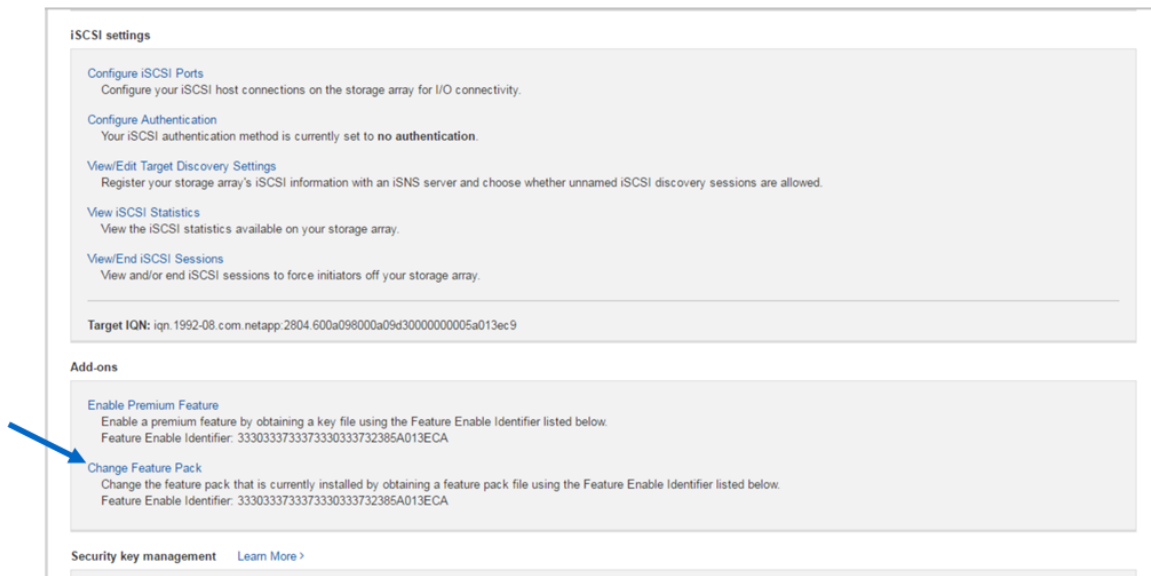 iSCSI settings
Configure iSCSI Ports
Configure your iSCSI host connections on the storage array for I/O connectivity.
Configure Authentication
Your iSCSI authentication method is currently set to no authentication.
View/Edit Target Discovery Settings
Register your storage array's iSCSI information with an iSNS server and choose whether unnamed iSCSI discovery sessions are allowed.
View iSCSI Statistics
View the iSCSI statistics available on your storage array.
View/End iSCSI Sessions
View and/or end iSCSI sessions to force initiators off your storage array.
Target IQN: iqn.1992-08.com.netapp:2804.600a098000a09d30000000005a013ec9
Add-ons
Enable Premium Feature
Enable a premium feature by obtaining a key file using the Feature Enable Identifier listed below.
Feature Enable Identifier: 3330333733373330333732385A013ECA
Change Feature Pack
Change the feature pack that is currently installed by obtaining a feature pack file using the Feature Enable Identifier listed below.
Feature Enable Identifier: 3330333733373330333732385A013ECA
Security key management Learn More >